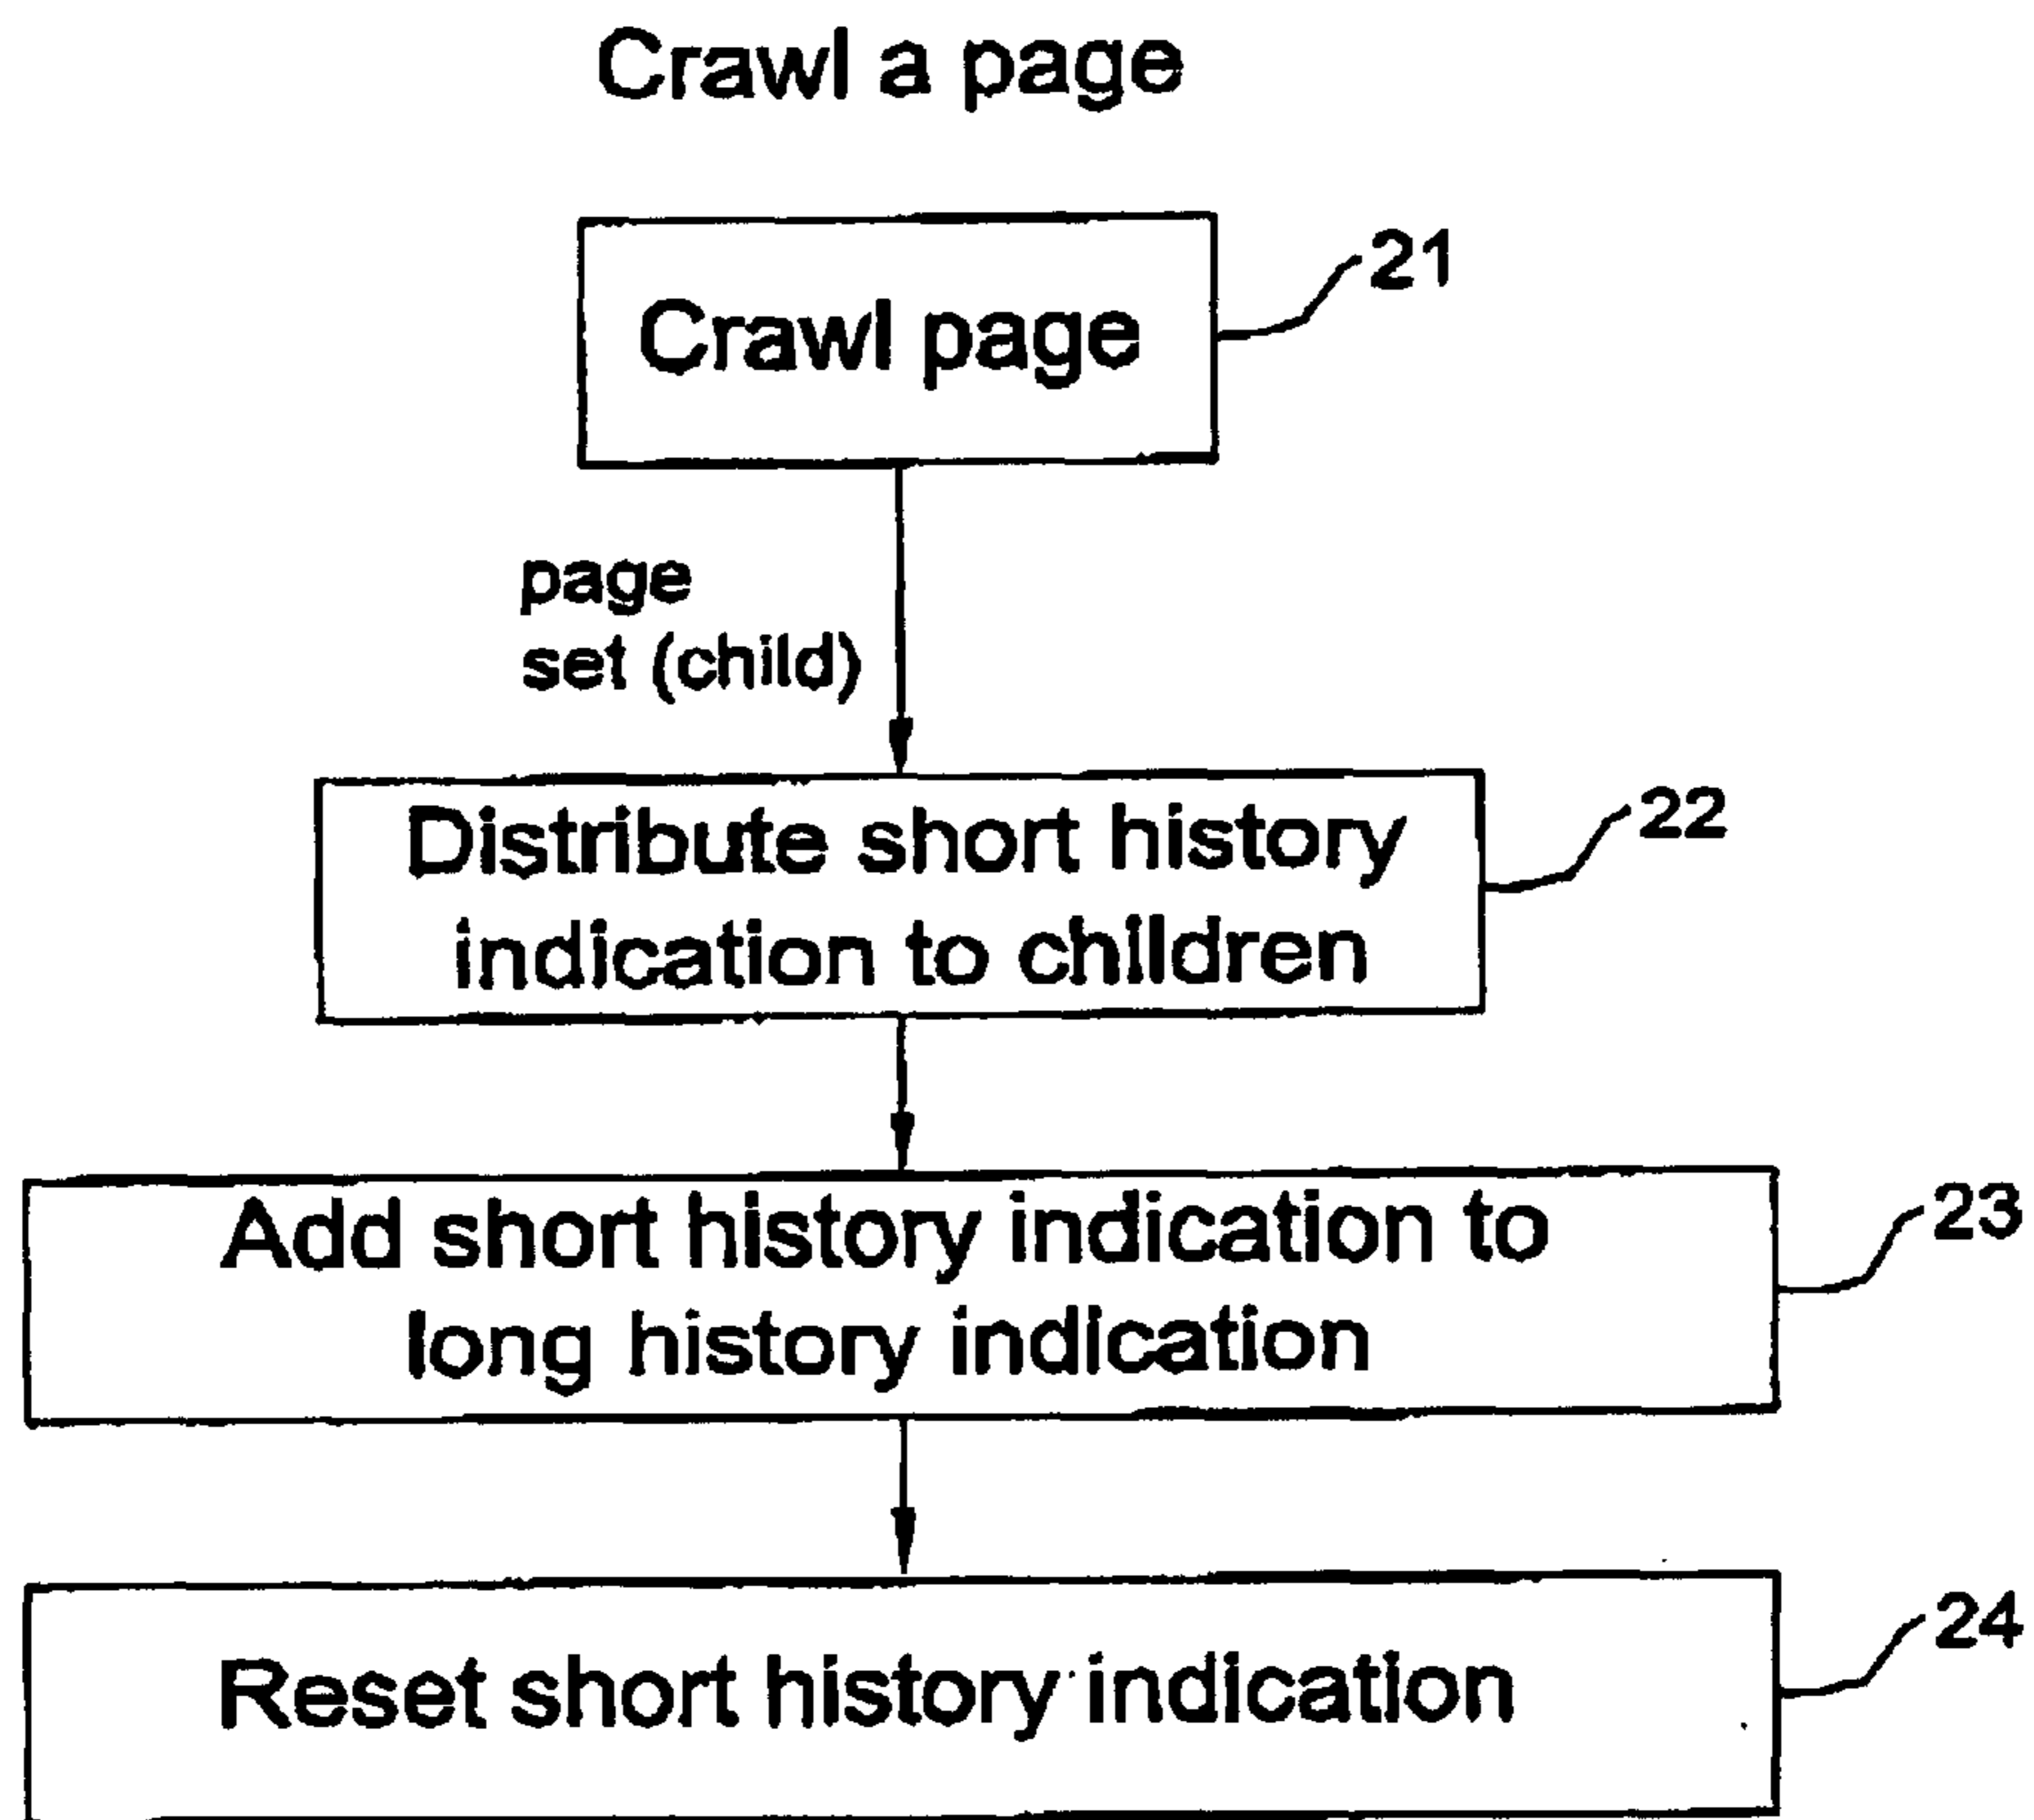 Crawl a page
Crawl page
21
page
set (child)
Distribute short history
indication to children
22
Add short history indication to
long history indication
23
Reset short history indication
24